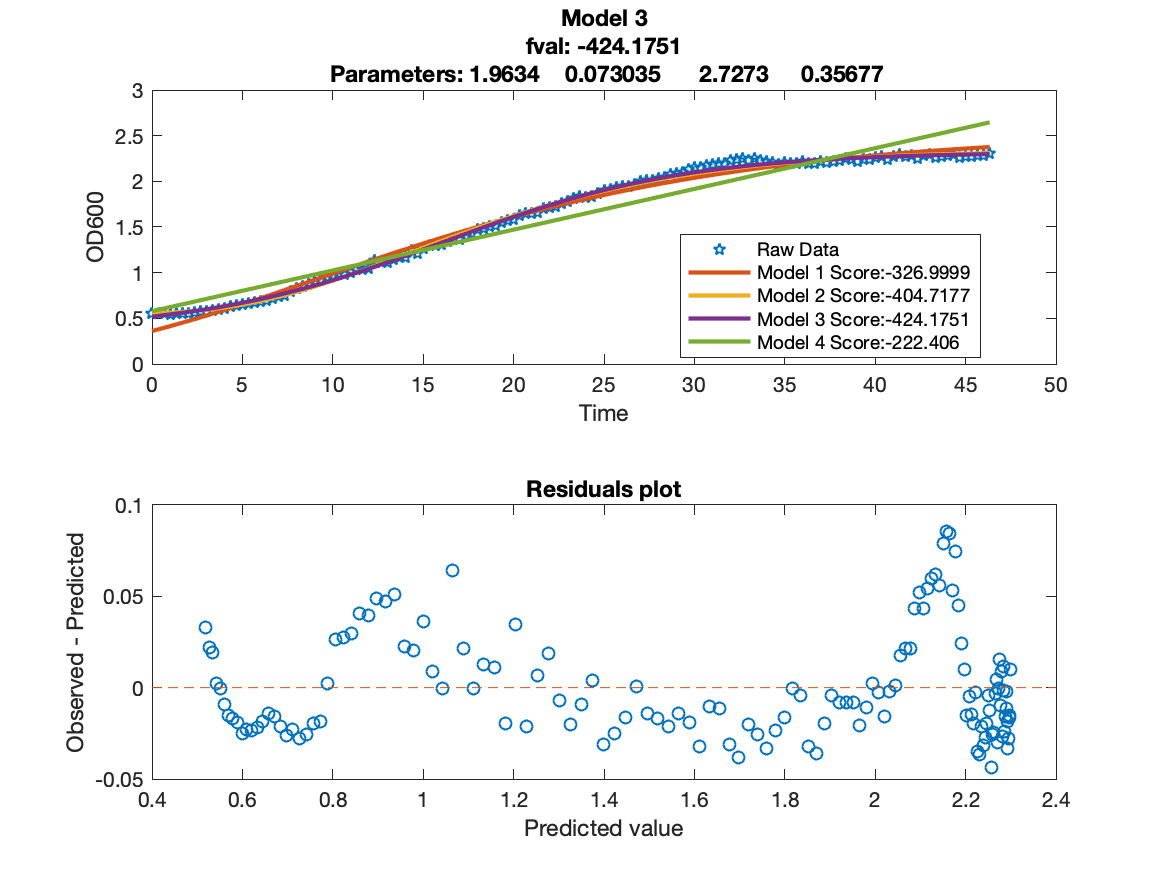 Model 3
fval: -424.1751
Parameters: 1.9634 0.073035 2.7273 0.35677
3
2.5
2
1.5
1
0.5
0
OD600
Raw Data
Model 1 Score:-326.9999
Model 2 Score:-404.7177
Model 3 Score:-424.1751
Model 4 Score:-222.406
0 5 10 15 20 25 30 35 40 45 50
Time
Residuals plot
0.1
0.05
0
-0.05
Observed - Predicted
0.4 0.6 0.8 1 1.2 1.4 1.6 1.8 2 2.2 2.4
Predicted value